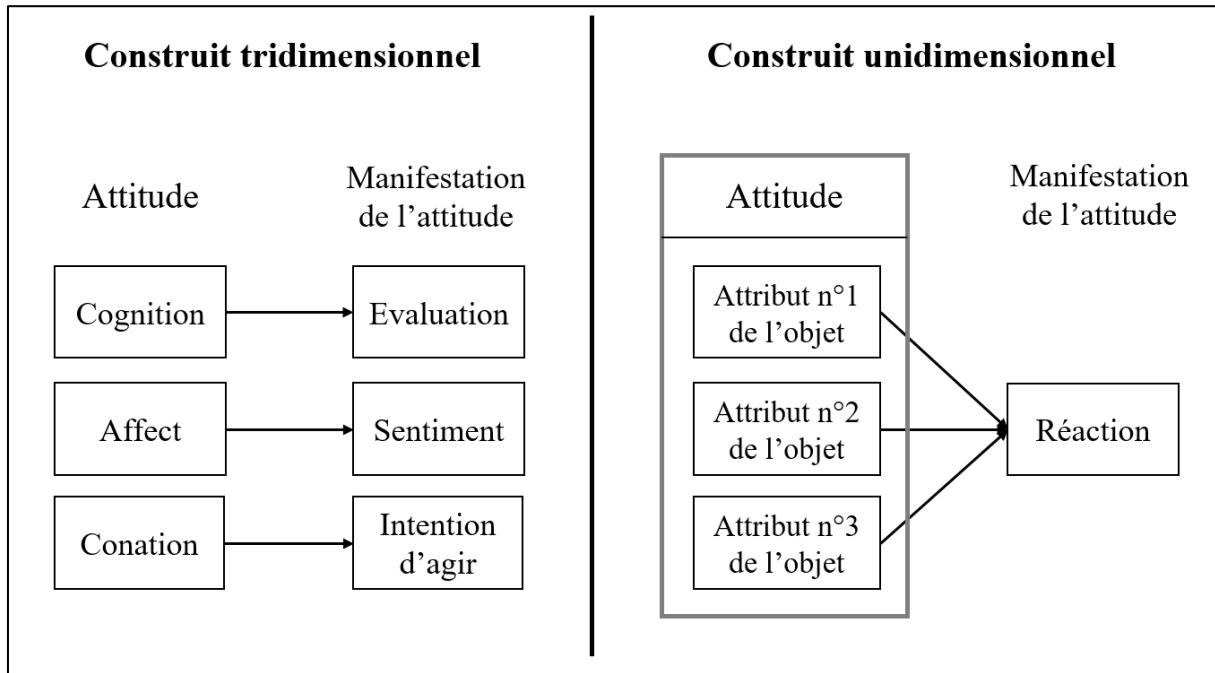 Construit tridimensionnel
Attitude
Manifestation
de l’attitude
Cognition
Evaluation
Affect
Sentiment
Conation
Intention
d’agir
Construit unidimensionnel
Attitude
Manifestation
de l’attitude
Attribut n°1
de l’objet
Attribut n°2
de l’objet
Attribut n°3
de l’objet
Réaction